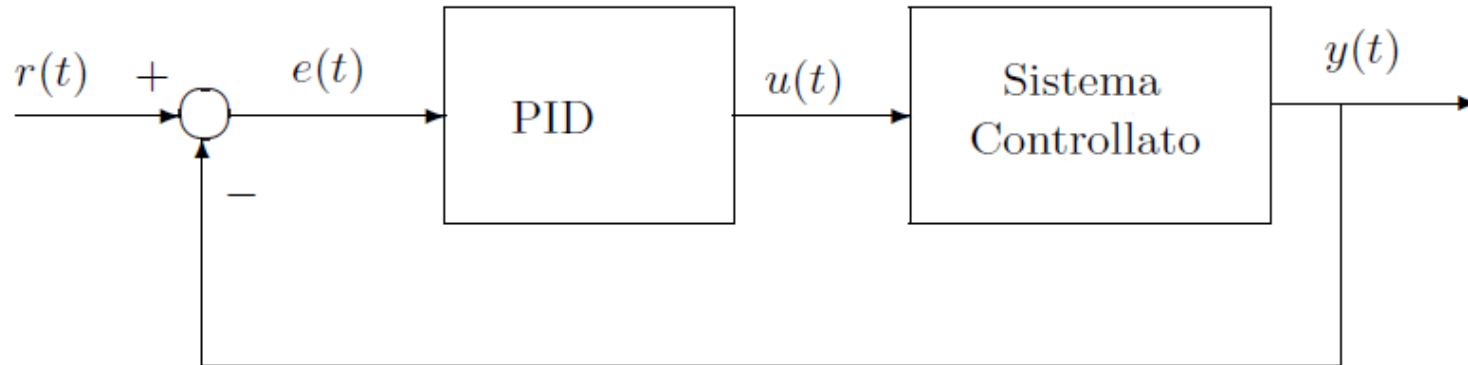 r(t)
+
e(t)
PID
u(t)
Sistema
Controllato
y(t)
−